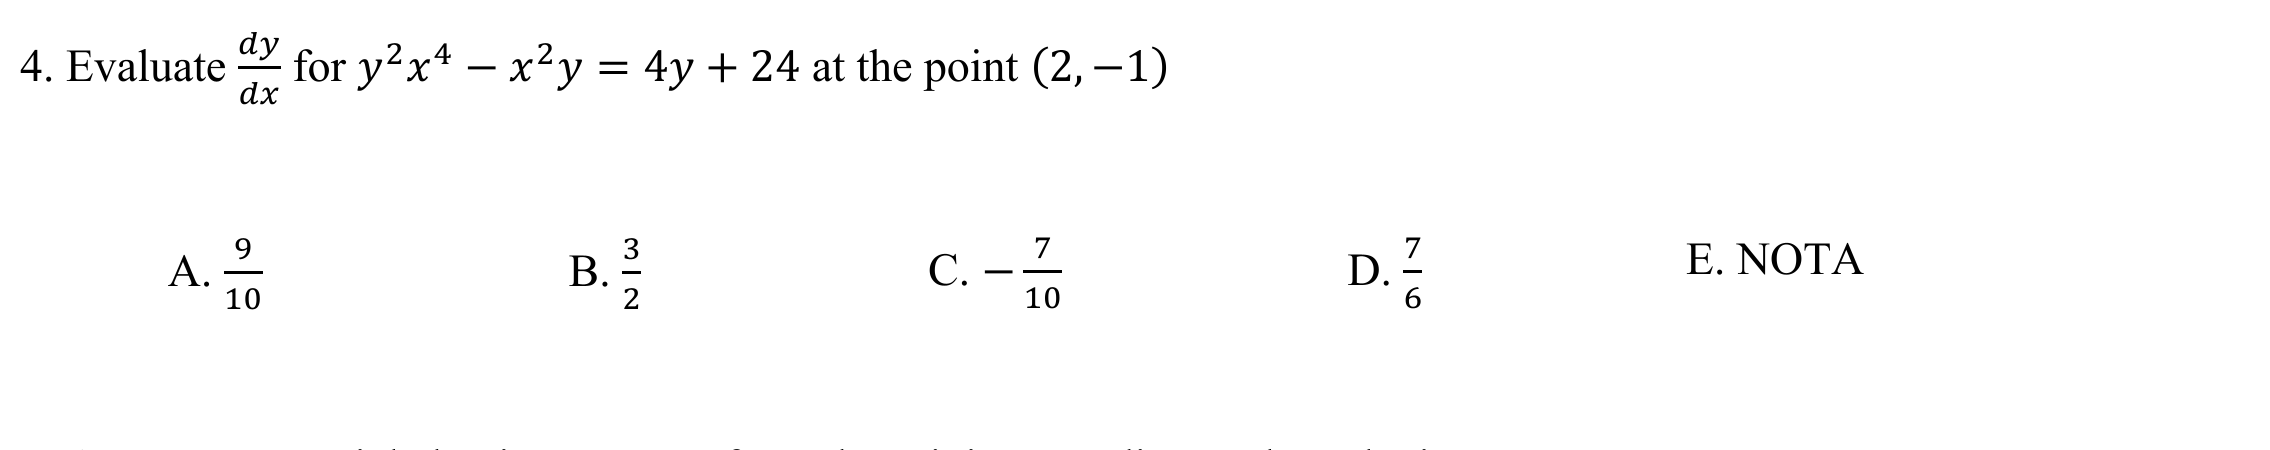 4. Evaluate dy/dx for y²x⁴ − x²y = 4y + 24 at the point (2, −1)
A. 9/10 B. 3/2 C. −7/10 D. 7/6 E. NOTA